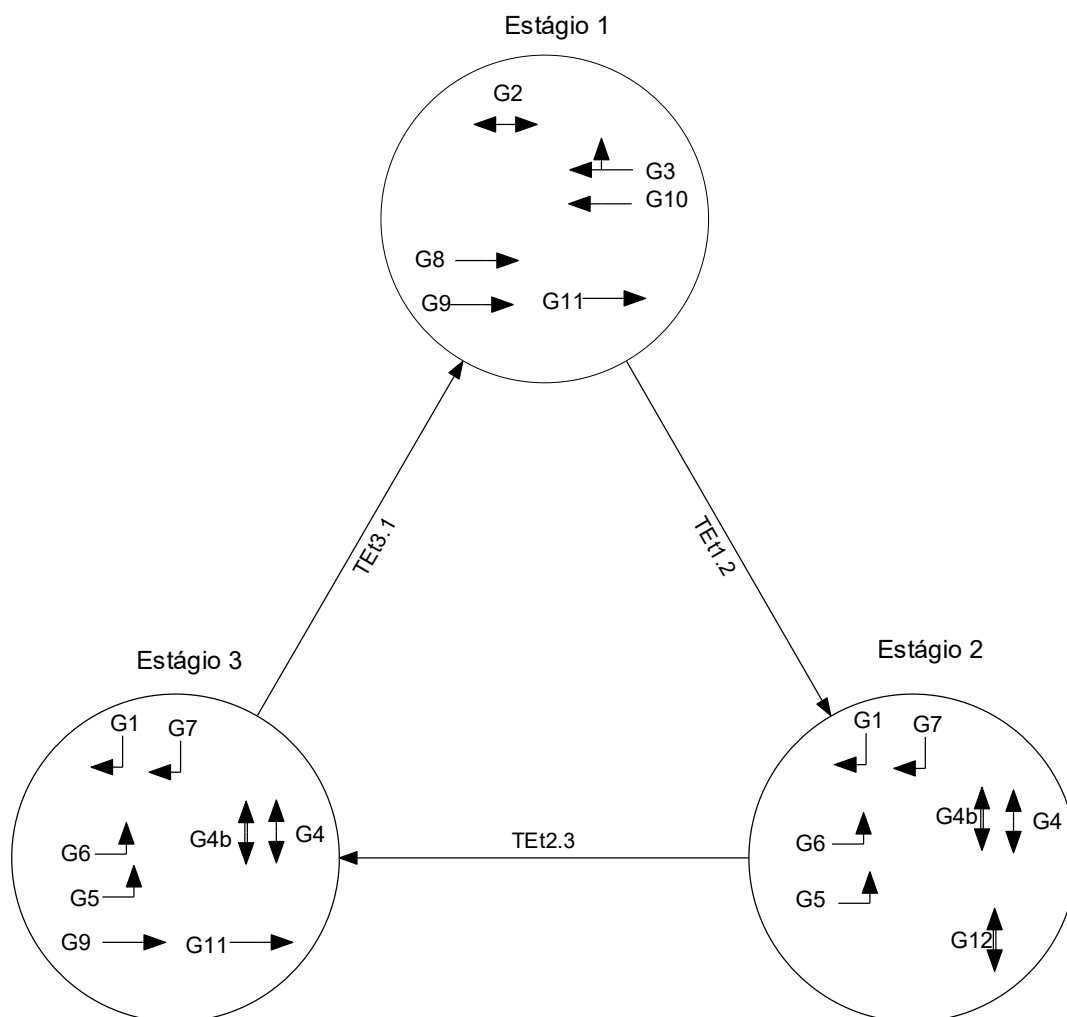 Estágio 1
G2
G3
G10
G8
G9
G11
TEt3.1
TEt1.2
Estágio 3
Estágio 2
G1
G7
G6
G4b
G4
G5
G9
G11
TEt2.3
G1
G7
G6
G4b
G4
G5
G12